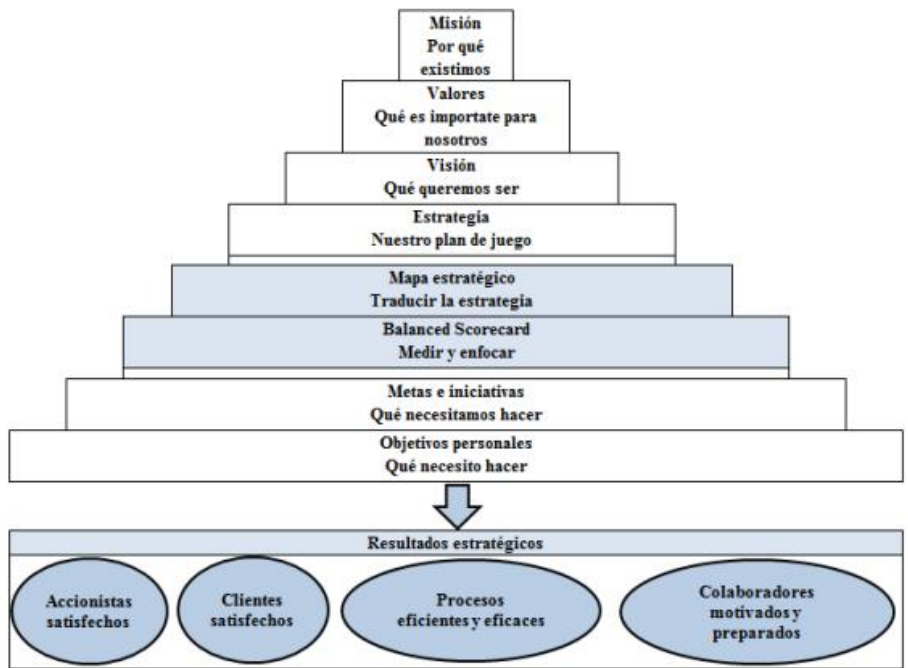 Misión
Por qué
existimos
Valores
Qué es importate para
nosotros
Visión
Qué queremos ser
Estrategia
Nuestro plan de juego
Mapa estratégico
Traducir la estrategia
Balanced Scorecard
Medir y enfocar
Metas e iniciativas
Qué necesitamos hacer
Objetivos personales
Qué necesito hacer
Resultados estratégicos
Accionistas
satisfechos
Clientes
satisfechos
Procesos
eficientes y eficaces
Colaboradores
motivados y
preparados